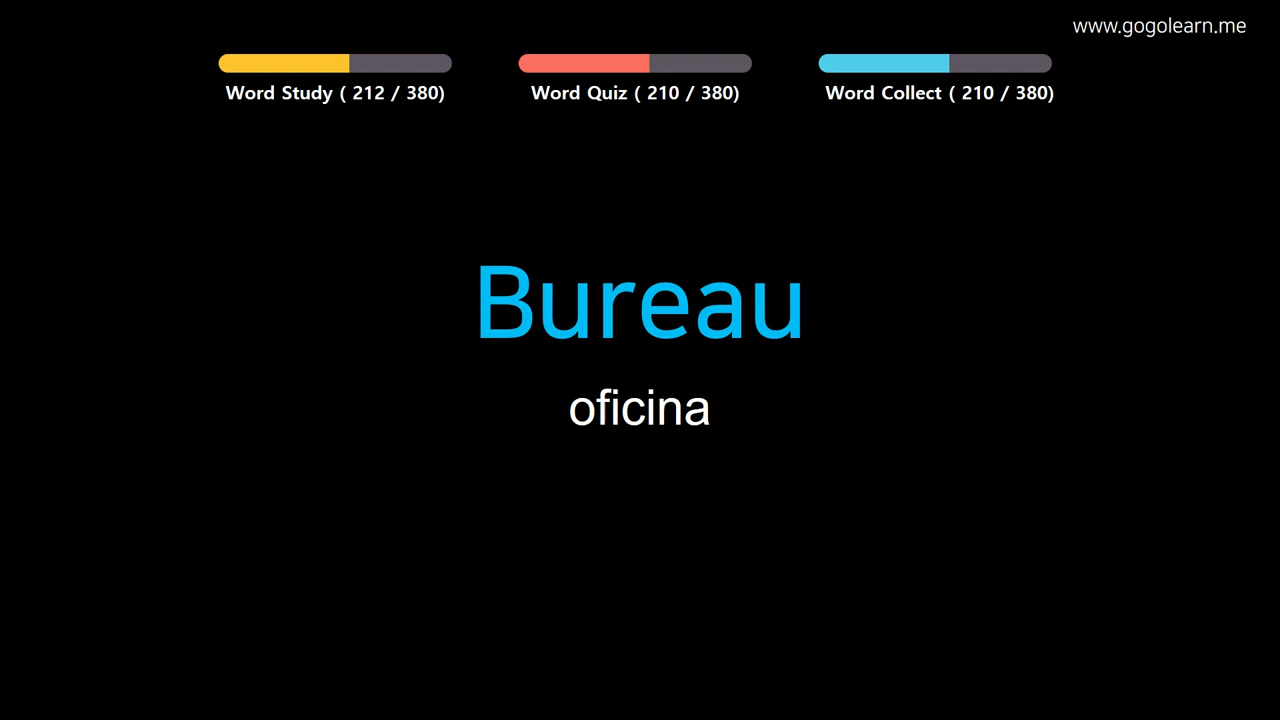 www.gogolearn.me
Word Study ( 212 / 380)
Word Quiz ( 210 / 380)
Word Collect ( 210 / 380)
Bureau
oficina